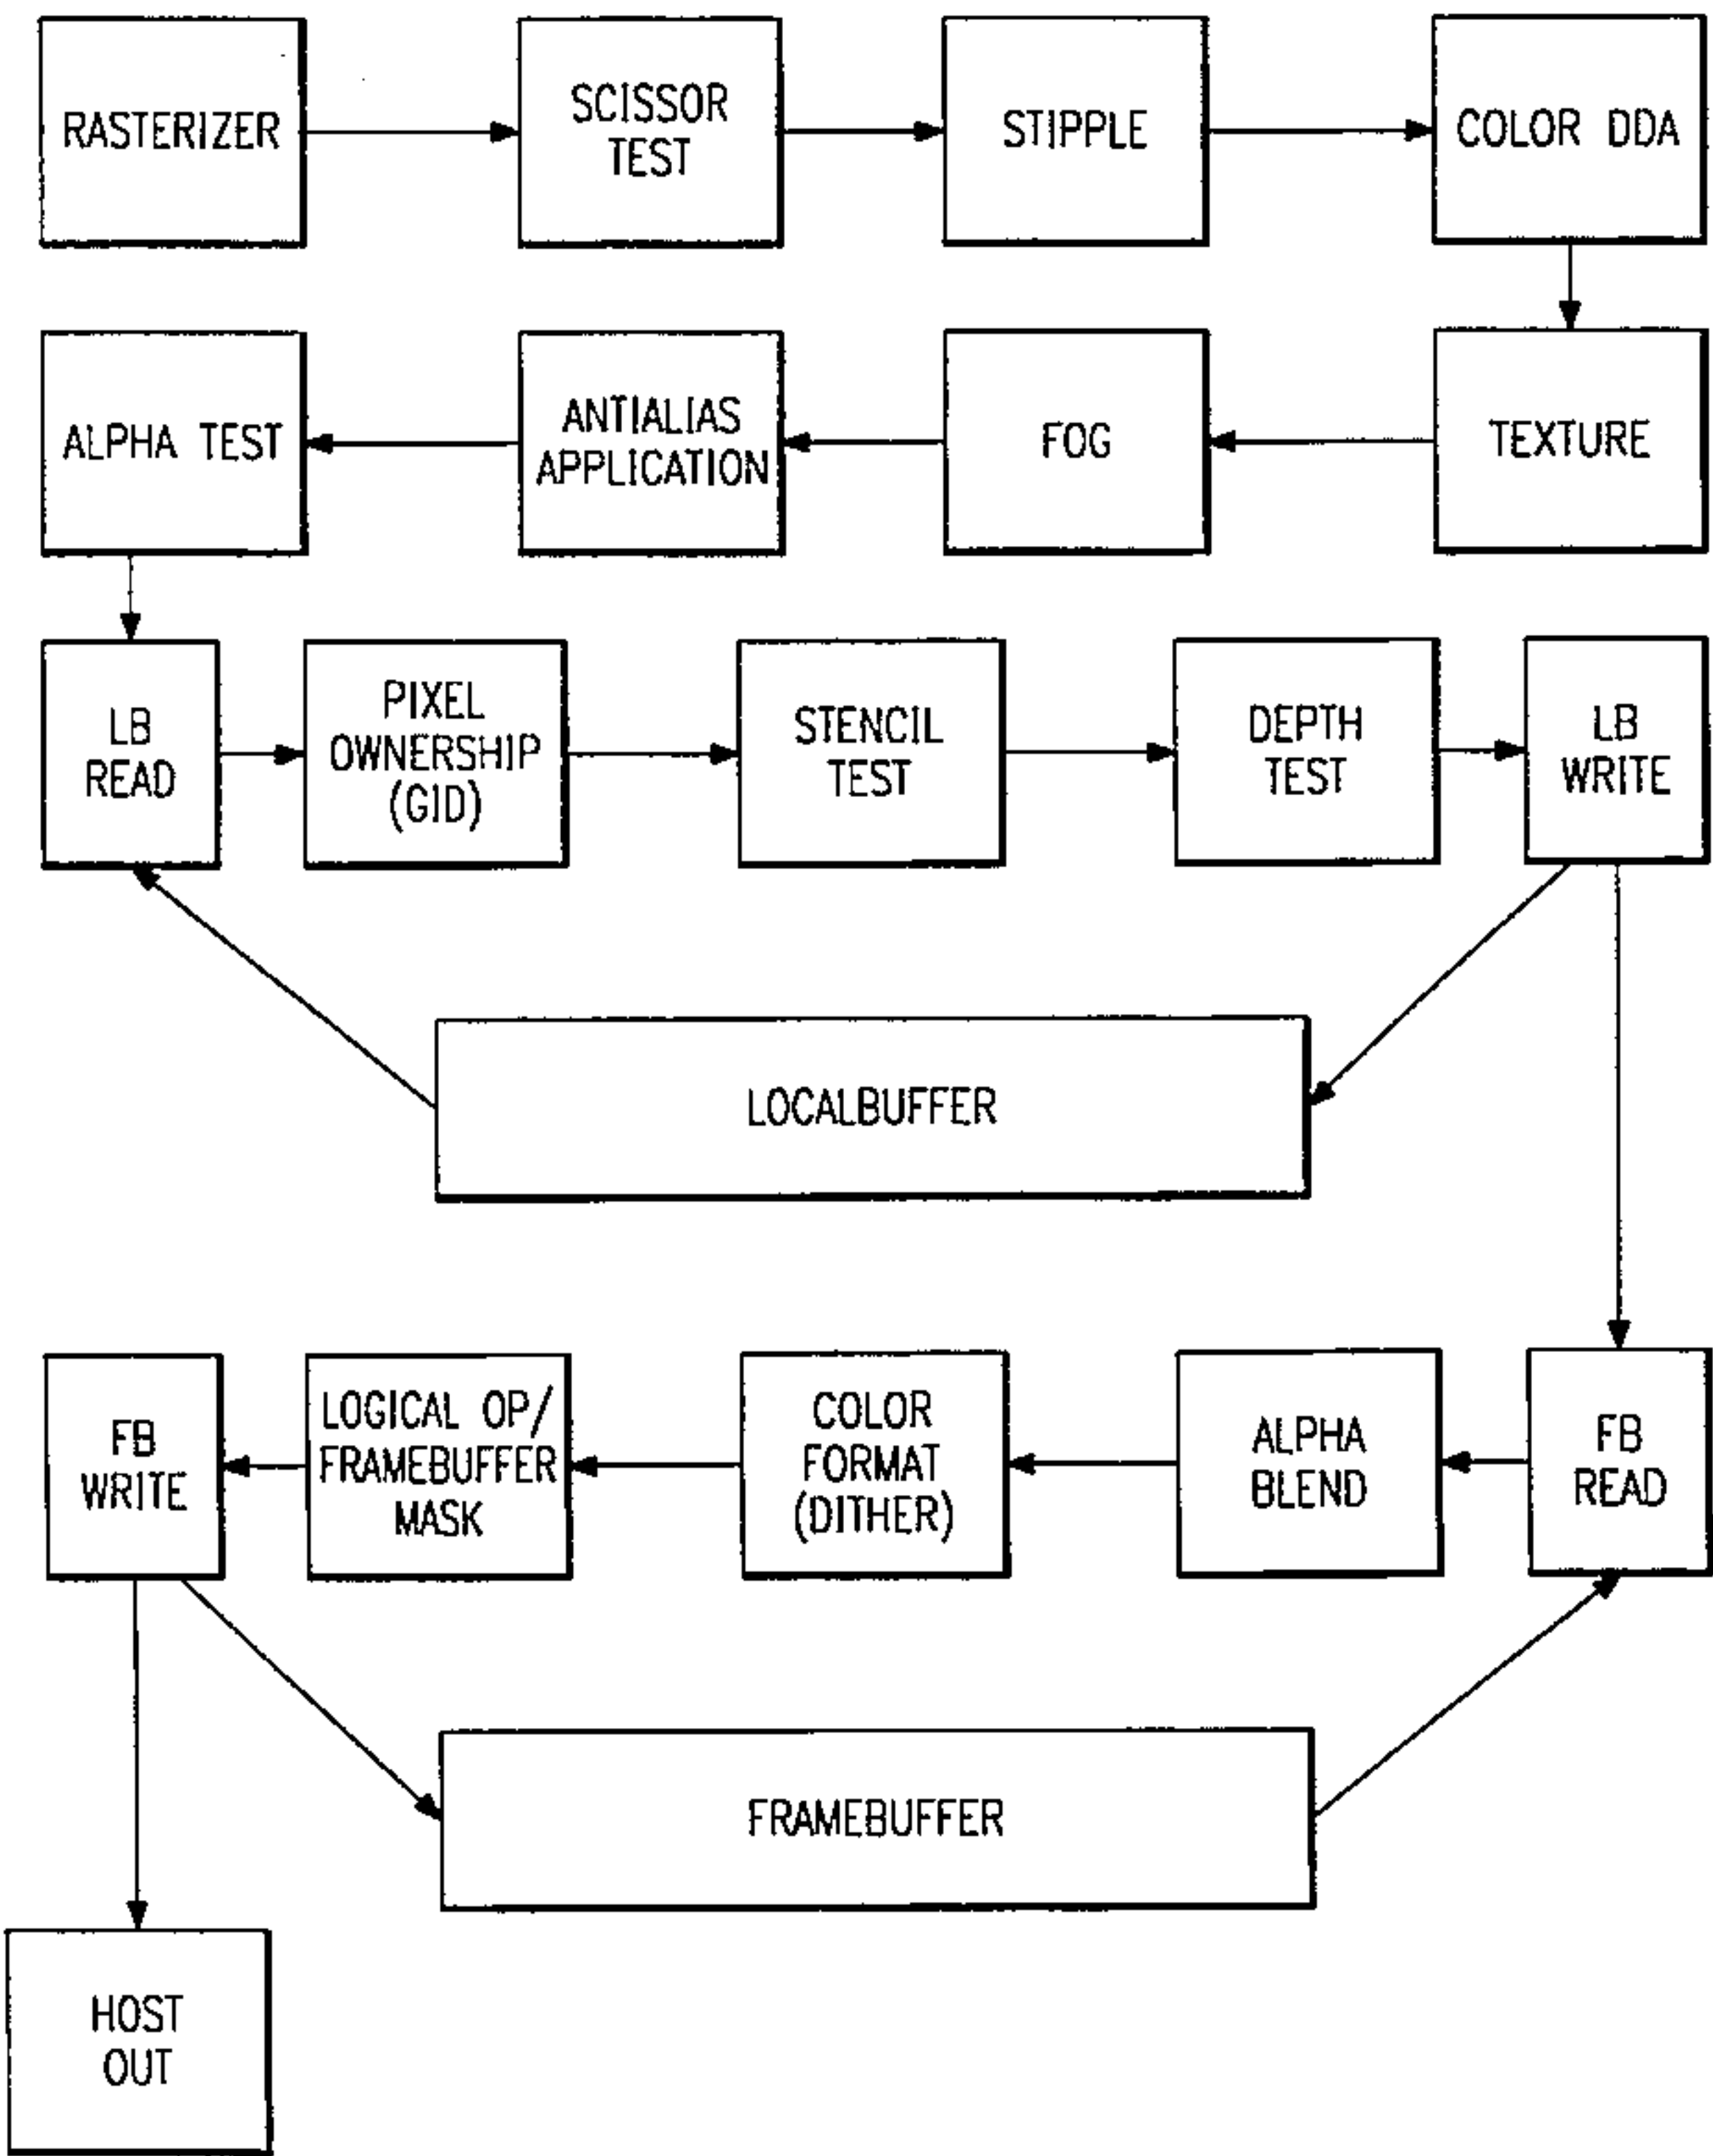 RASTERIZER
SCISSOR
TEST
STIPPLE
COLOR DDA
ALPHA TEST
ANTIALIAS
APPLICATION
FOG
TEXTURE
LB
READ
PIXEL
OWNERSHIP
(GID)
STENCIL
TEST
DEPTH
TEST
LB
WRITE
LOCALBUFFER
FB
WRITE
LOGICAL OP/
FRAMEBUFFER
MASK
COLOR
FORMAT
(DITHER)
ALPHA
BLEND
FB
READ
FRAMEBUFFER
HOST
OUT